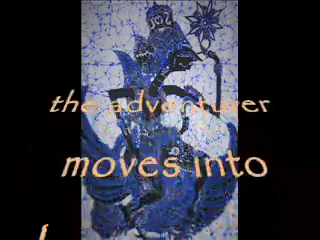 the adventurer
moves into